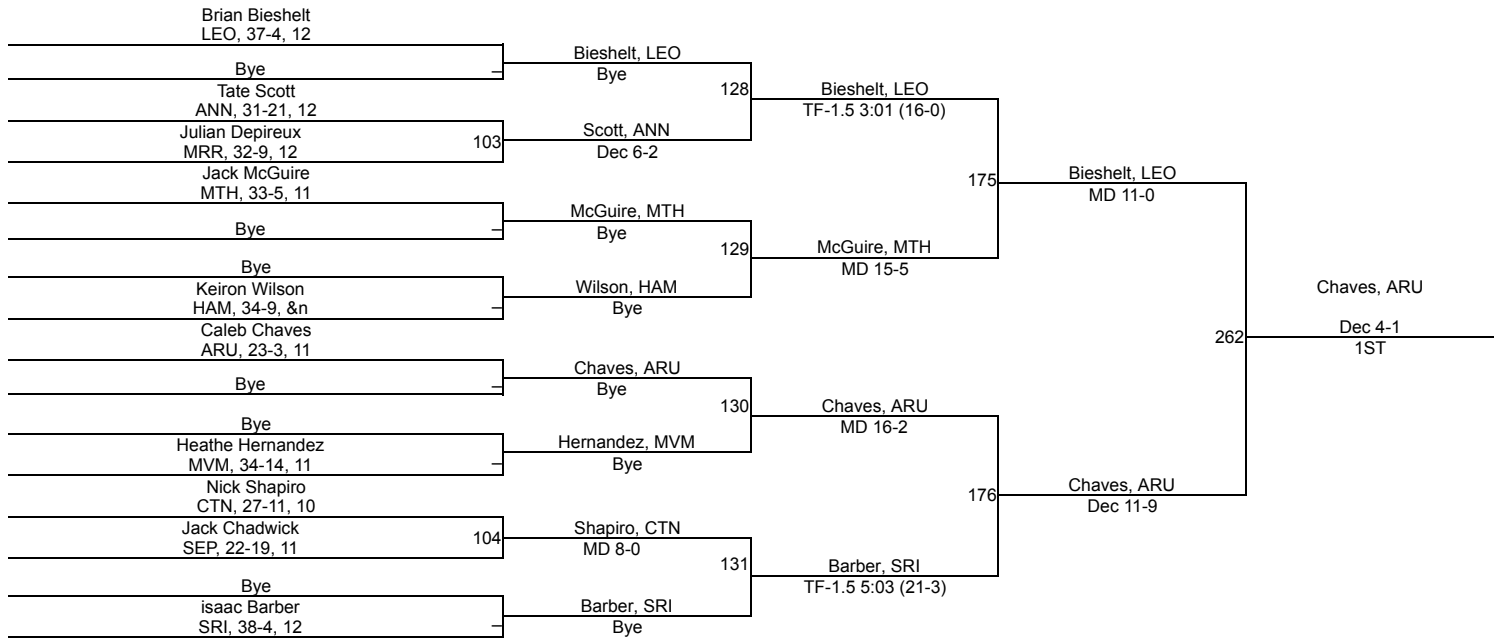 Brian Bieshelt
LEO, 37-4, 12
Bye
–
Tate Scott
ANN, 31-21, 12
Julian Depireux
MRR, 32-9, 12
103
Jack McGuire
MTH, 33-5, 11
Bye
–
Bye
Keiron Wilson
HAM, 34-9, &n
–
Caleb Chaves
ARU, 23-3, 11
Bye
–
Bye
Heathe Hernandez
MVM, 34-14, 11
–
Nick Shapiro
CTN, 27-11, 10
Jack Chadwick
SEP, 22-19, 11
104
Bye
isaac Barber
SRI, 38-4, 12
–
Bieshelt, LEO
Bye
128
Scott, ANN
Dec 6-2
McGuire, MTH
Bye
129
Wilson, HAM
Bye
Chaves, ARU
Bye
130
Hernandez, MVM
Bye
Shapiro, CTN
MD 8-0
131
Barber, SRI
Bye
Bieshelt, LEO
TF-1.5 3:01 (16-0)
175
McGuire, MTH
MD 15-5
Chaves, ARU
MD 16-2
176
Barber, SRI
TF-1.5 5:03 (21-3)
Bieshelt, LEO
MD 11-0
262
Chaves, ARU
Dec 11-9
Chaves, ARU
Dec 4-1
1ST